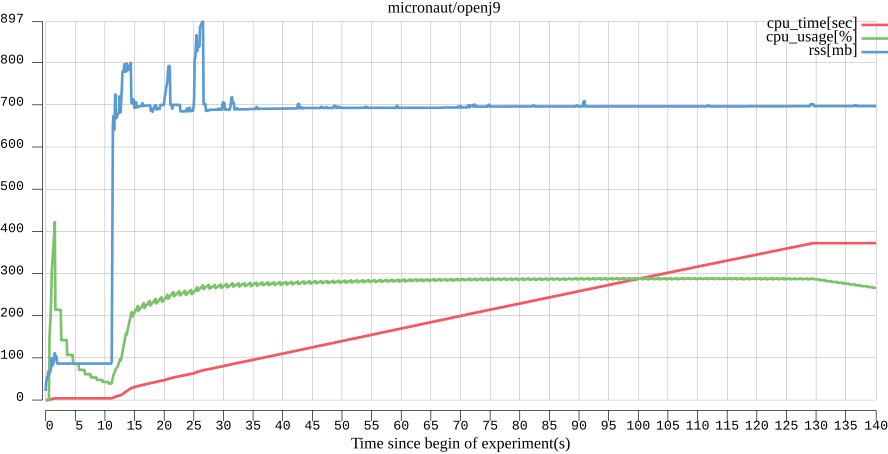 micronaut/openj9
897
cpu_time[sec]
cpu_usage[%]
rss[mb]
800
700
600
500
400
300
200
100
0
0 5 10 15 20 25 30 35 40 45 50 55 60 65 70 75 80 85 90 95 100 105 110 115 120 125 130 135 140
Time since begin of experiment(s)